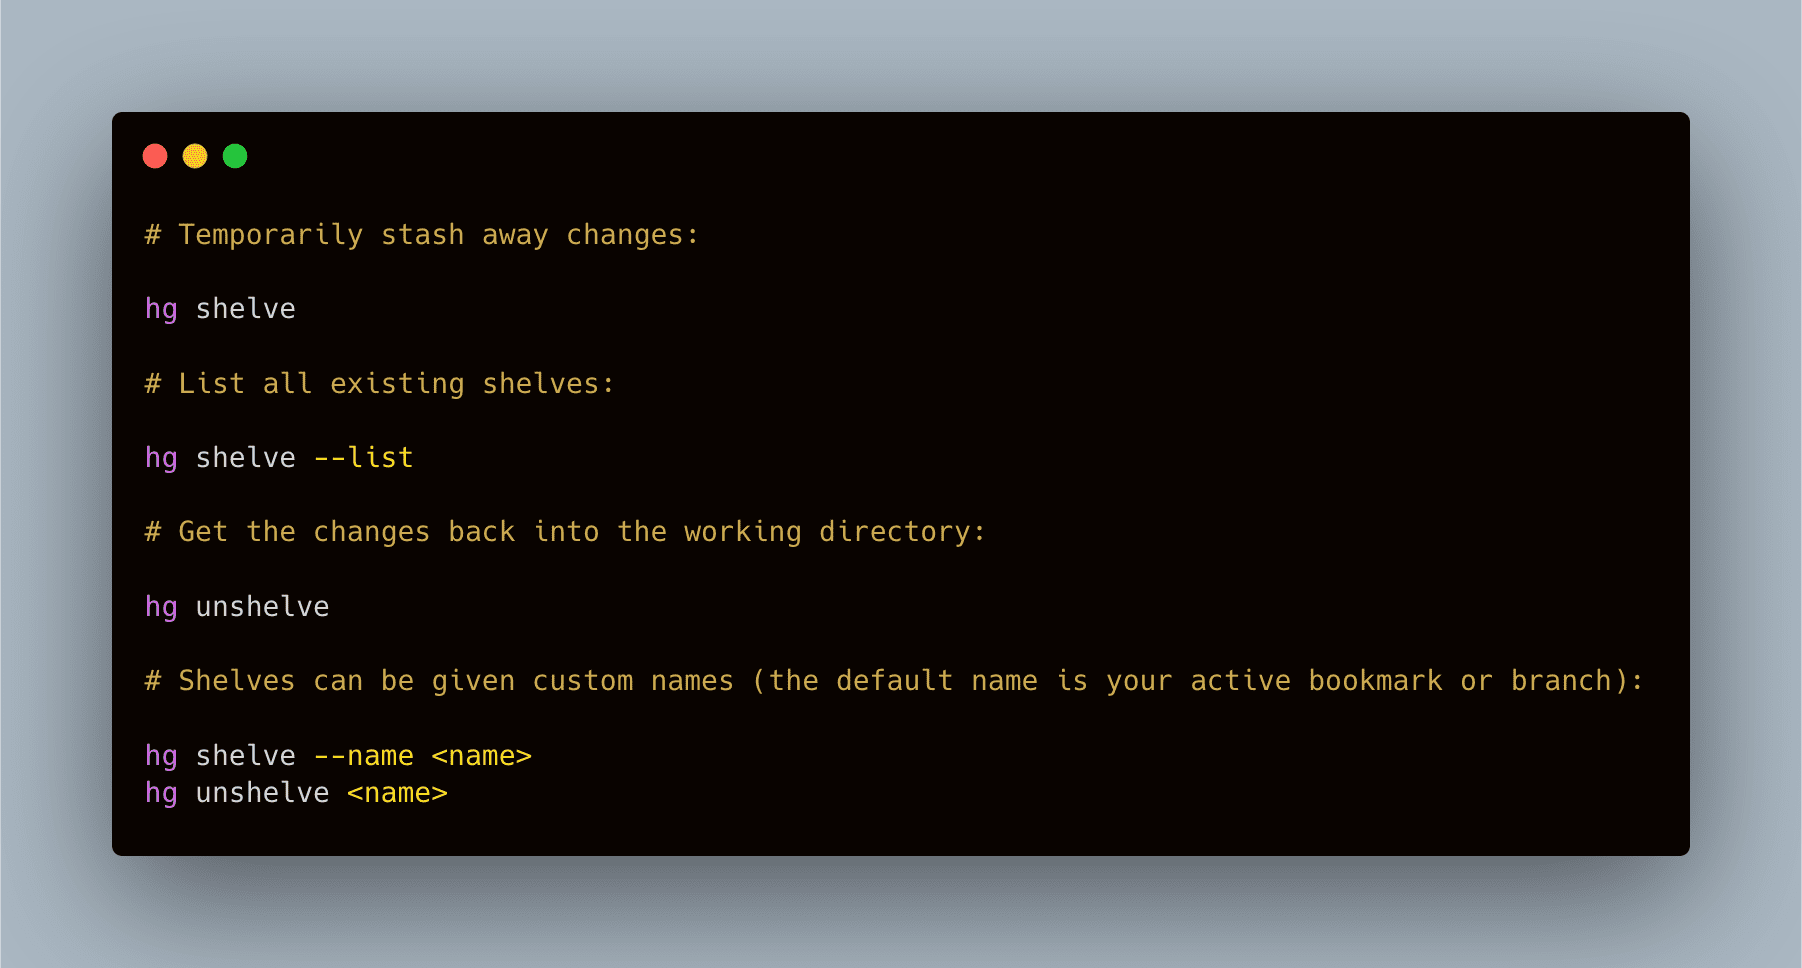 # Temporarily stash away changes:
hg shelve
# List all existing shelves:
hg shelve --list
# Get the changes back into the working directory:
hg unshelve
# Shelves can be given custom names (the default name is your active bookmark or branch):
hg shelve --name <name>
hg unshelve <name>